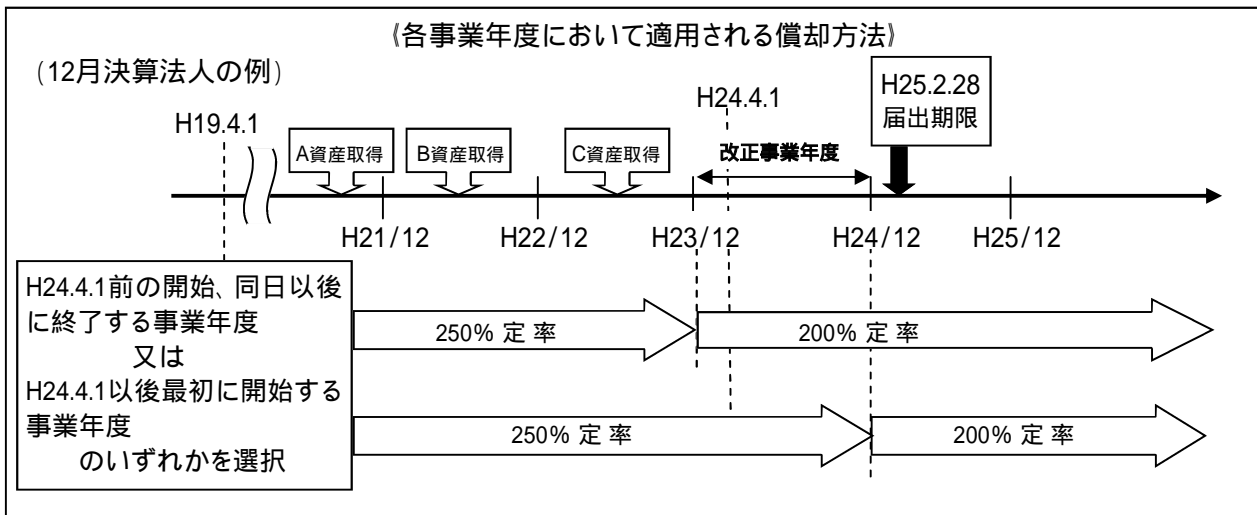 《各事業年度において適用される償却方法》
(12月決算法人の例)
H25.2.28
届出期限
H24.4.1
H19.4.1
A資産取得
B資産取得
C資産取得
改正事業年度
H21/12
H22/12
H23/12
H24/12
H25/12
H24.4.1前の開始、同日以後
に終了する事業年度
又は
H24.4.1以後最初に開始する
事業年度
のいずれかを選択
250% 定 率
200% 定 率
250% 定 率
200% 定 率